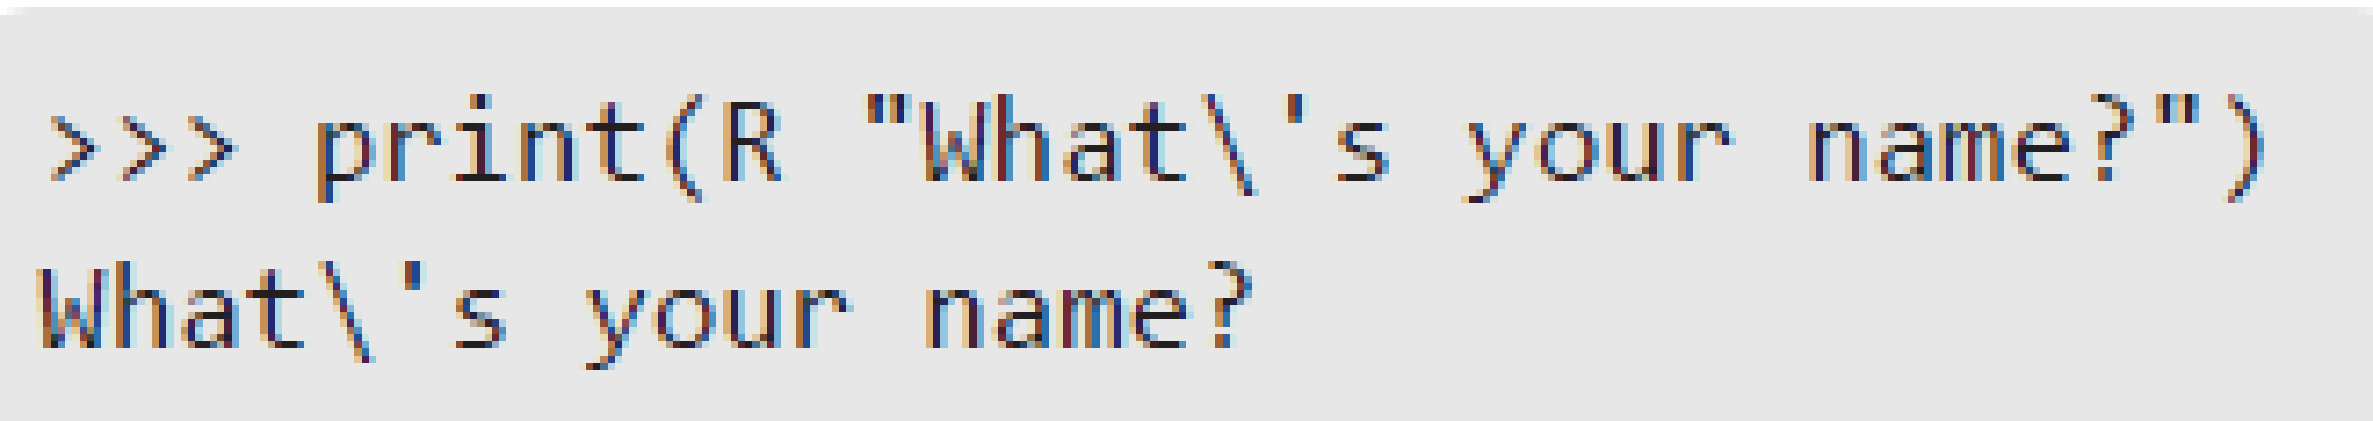 >>> print(R "What\'s your name?")
What\'s your name?